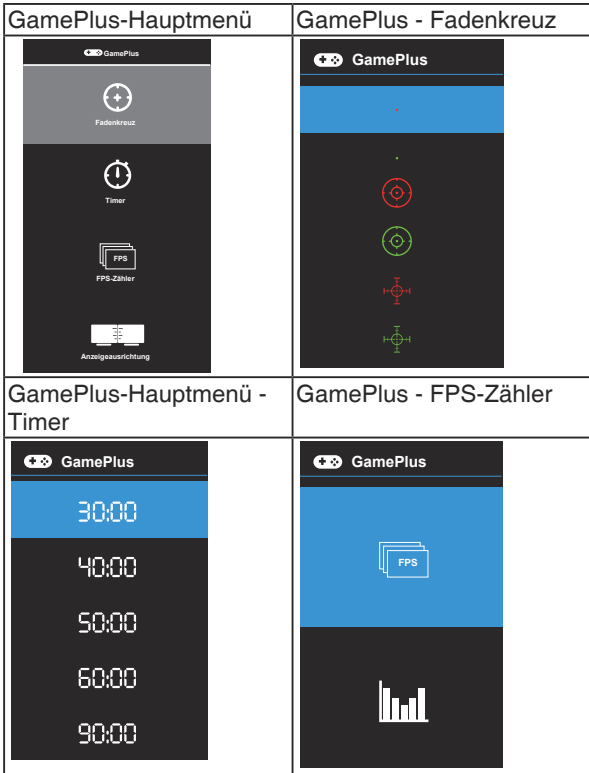 GamePlus-Hauptmenü
GamePlus - Fadenkreuz
GamePlus
Fadenkreuz
Timer
FPS
FPS-Zähler
Anzeigeausrichtung
GamePlus
GamePlus-Hauptmenü -
Timer
GamePlus - FPS-Zähler
GamePlus
30:00
40:00
50:00
60:00
90:00
GamePlus
FPS